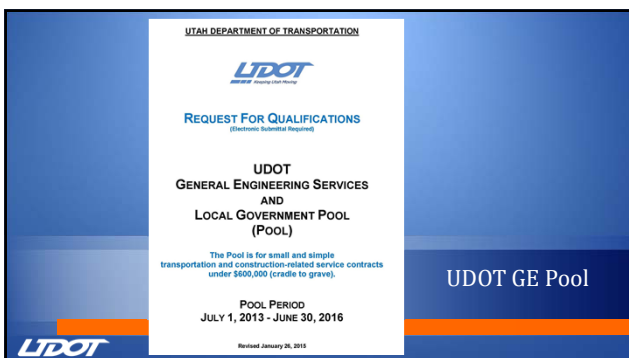 UTAH DEPARTMENT OF TRANSPORTATION
UDOT
Keeping Utah Moving
REQUEST FOR QUALIFICATIONS
(Electronic Submittal Required)
UDOT
GENERAL ENGINEERING SERVICES
AND
LOCAL GOVERNMENT POOL
(POOL)
The Pool is for small and simple
transportation and construction-related service contracts
under $600,000 (cradle to grave).
POOL PERIOD
JULY 1, 2013 - JUNE 30, 2016
Revised January 26, 2015
UDOT GE Pool
UDOT